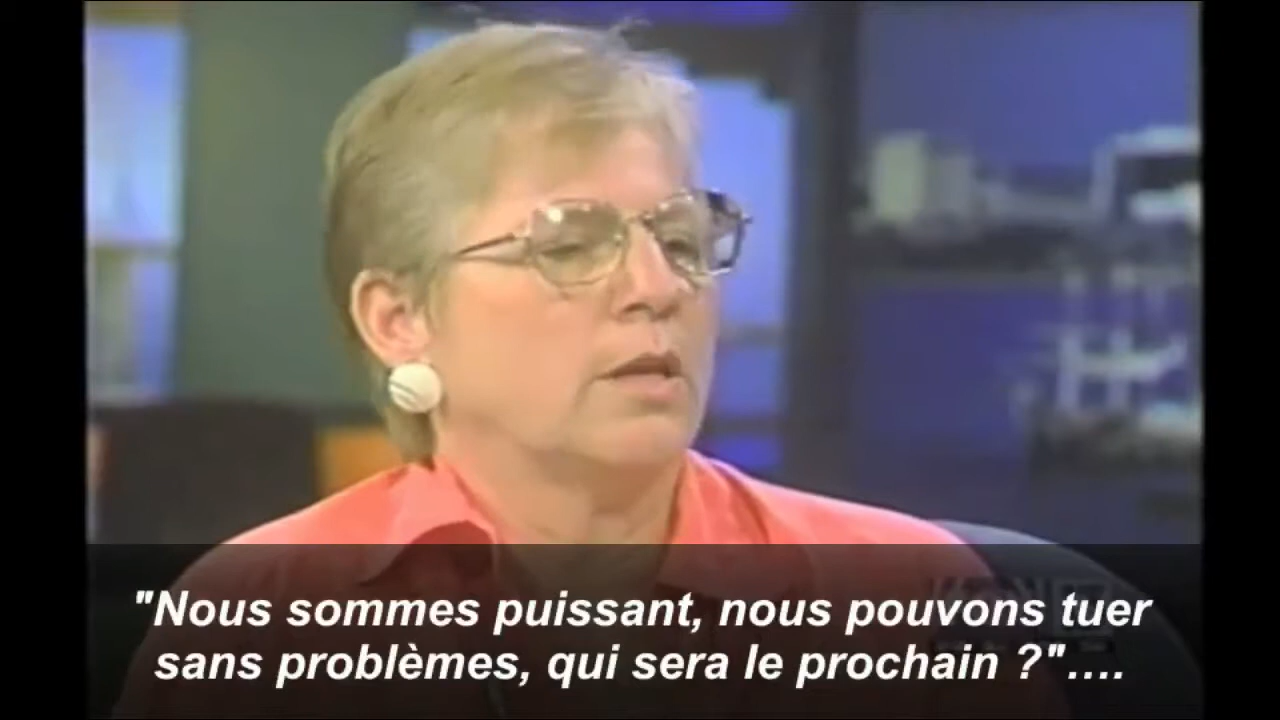 "Nous sommes puissant, nous pouvons tuer
sans problèmes, qui sera le prochain ?"....